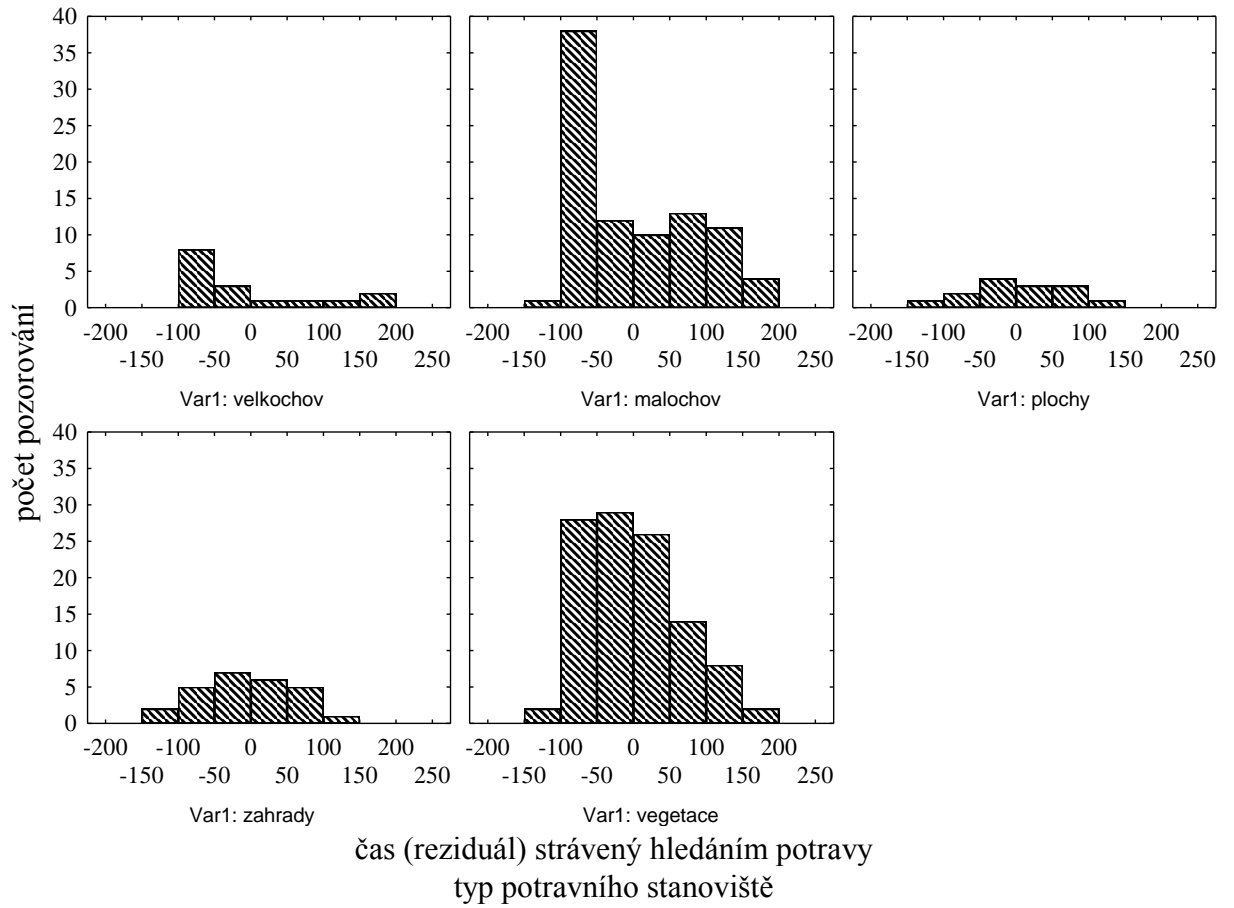 40
35
30
25
20
15
10
5
0
-200 -100 0 100 200
-150 -50 50 150 250
Var1: velkochov
-200 -100 0 100 200
-150 -50 50 150 250
Var1: malochov
-200 -100 0 100 200
-150 -50 50 150 250
Var1: plochy
počet pozorování
40
35
30
25
20
15
10
5
0
-200 -100 0 100 200
-150 -50 50 150 250
Var1: zahrady
-200 -100 0 100 200
-150 -50 50 150 250
Var1: vegetace
čas (reziduál) strávený hledáním potravy
typ potravního stanoviště